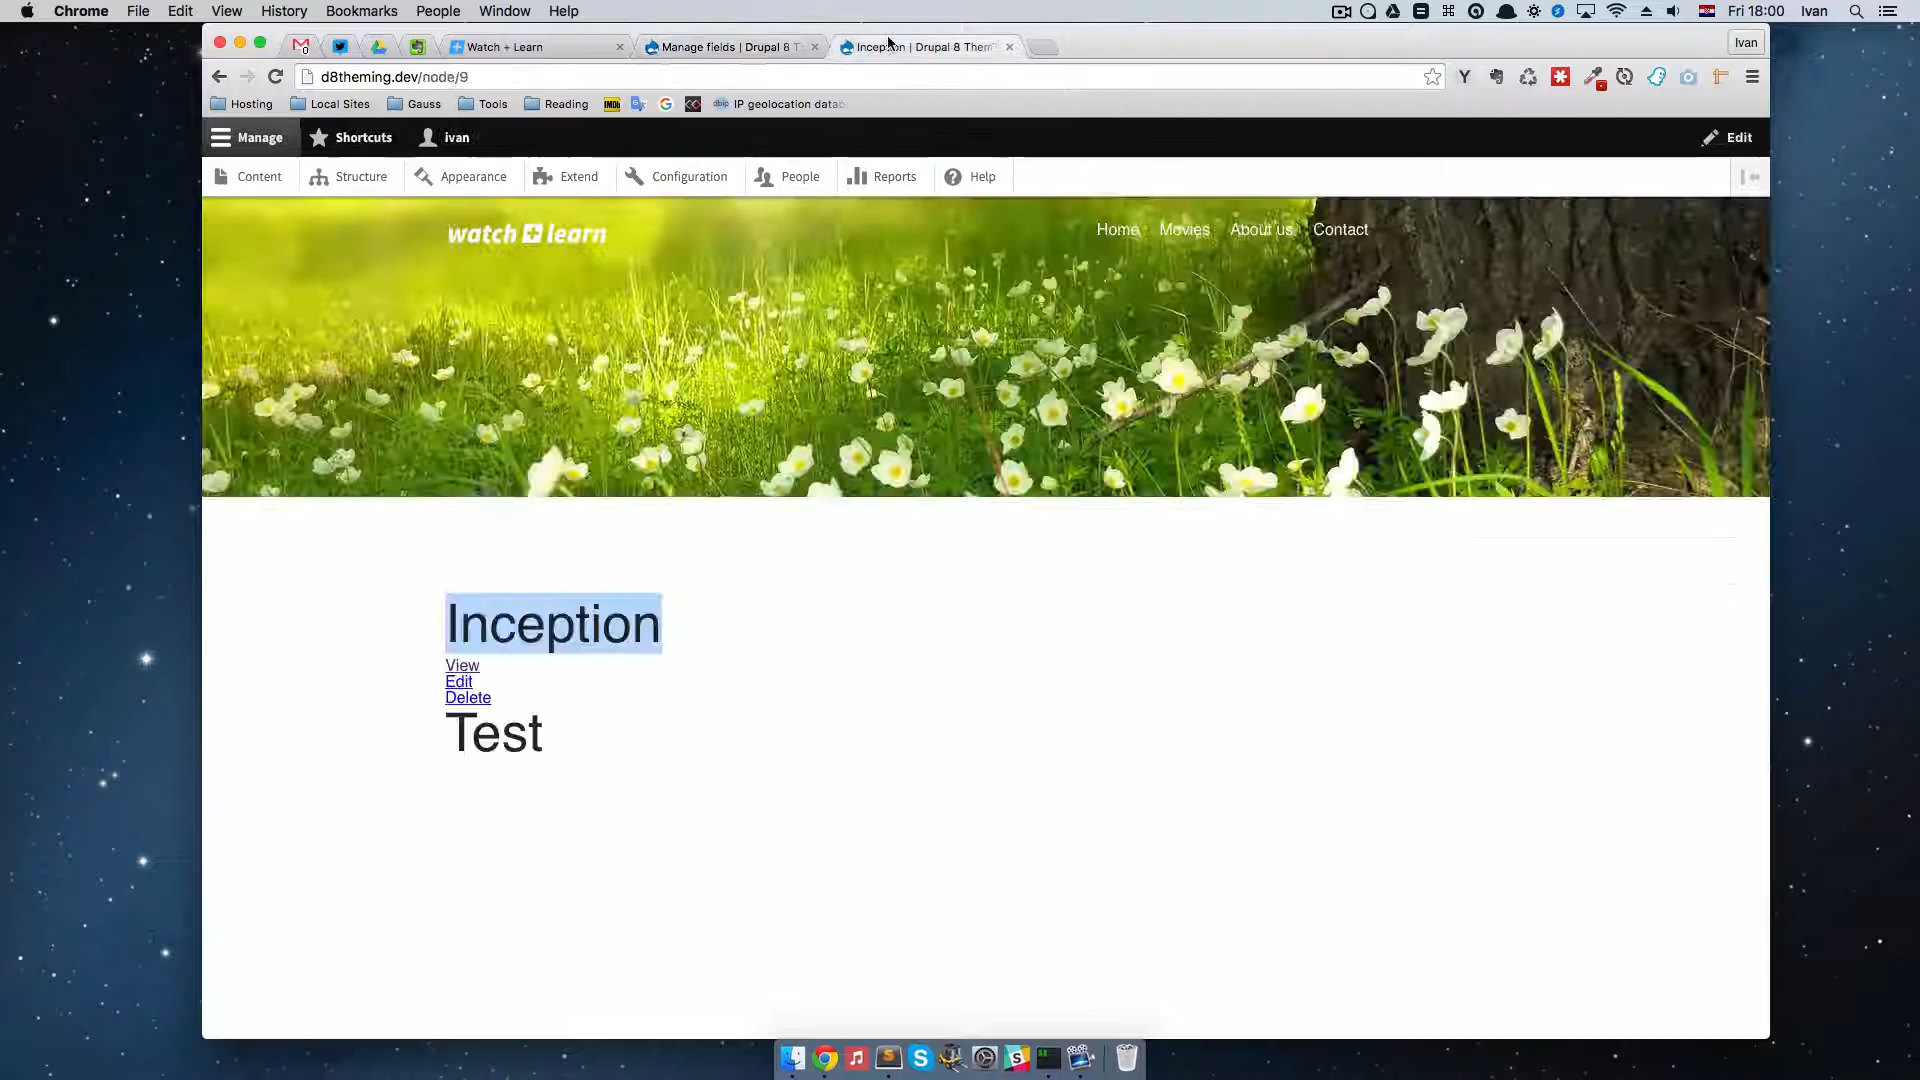 Chrome File Edit View History Bookmarks People Window Help Fri 18:00 Ivan
Watch + Learn Manage fields | Drupal 8 T Inception | Drupal 8 Them Ivan
d8theming.dev/node/9
Hosting Local Sites Gauss Tools Reading IMDb dbip IP geolocation datab
Manage Shortcuts ivan Edit
Content Structure Appearance Extend Configuration People Reports Help
watch learn Home Movies About us Contact
Inception
View
Edit
Delete
Test